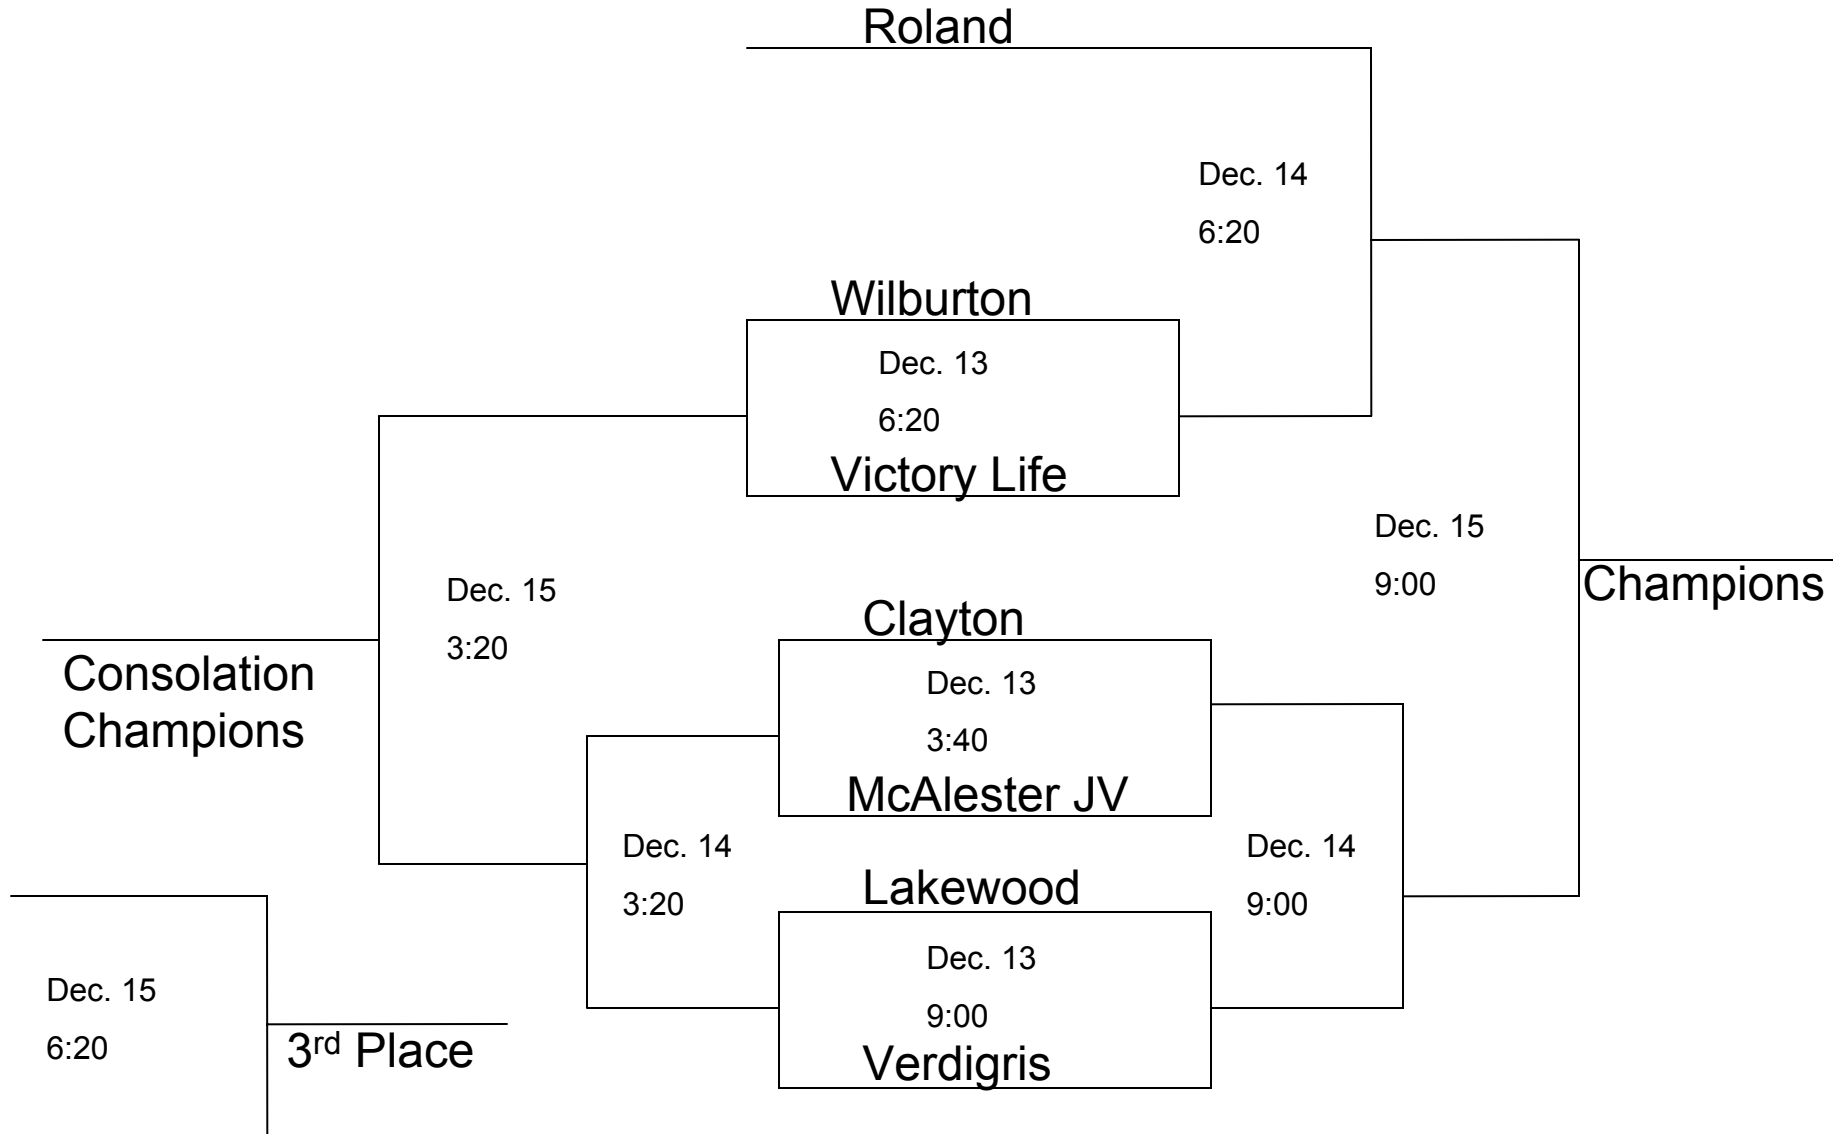 Roland
Dec. 14
6:20
Wilburton
Dec. 13
6:20
Victory Life
Dec. 15
9:00
Champions
Dec. 15
3:20
Clayton
Dec. 13
3:40
McAlester JV
Consolation
Champions
Dec. 14
3:20
Dec. 14
9:00
Lakewood
Dec. 13
9:00
Verdigris
Dec. 15
6:20
3rd Place